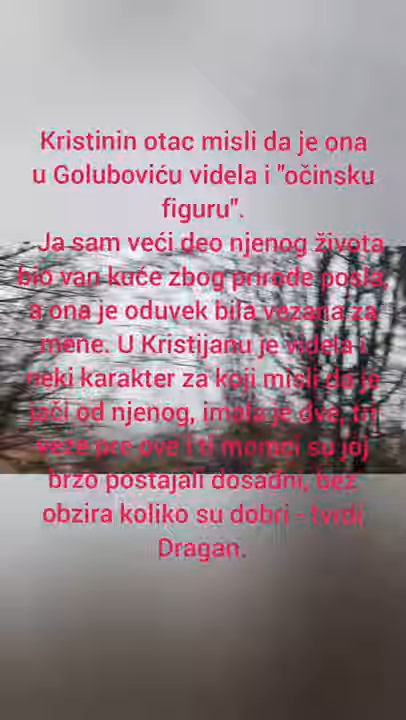 Kristinin otac misli da je ona
u Goluboviću videla i "očinsku
figuru".
Ja sam veći deo njenog života
bio van kuće zbog prirode posla,
a ona je oduvek bila vezana za
mene. U Kristijanu je videla i
neki karakter za koji misli da je
jači od njenog, imala je dve, tri
veze pre ove i ti momci su joj
brzo postajali dosadni, bez
obzira koliko su dobri - tvrdi
Dragan.